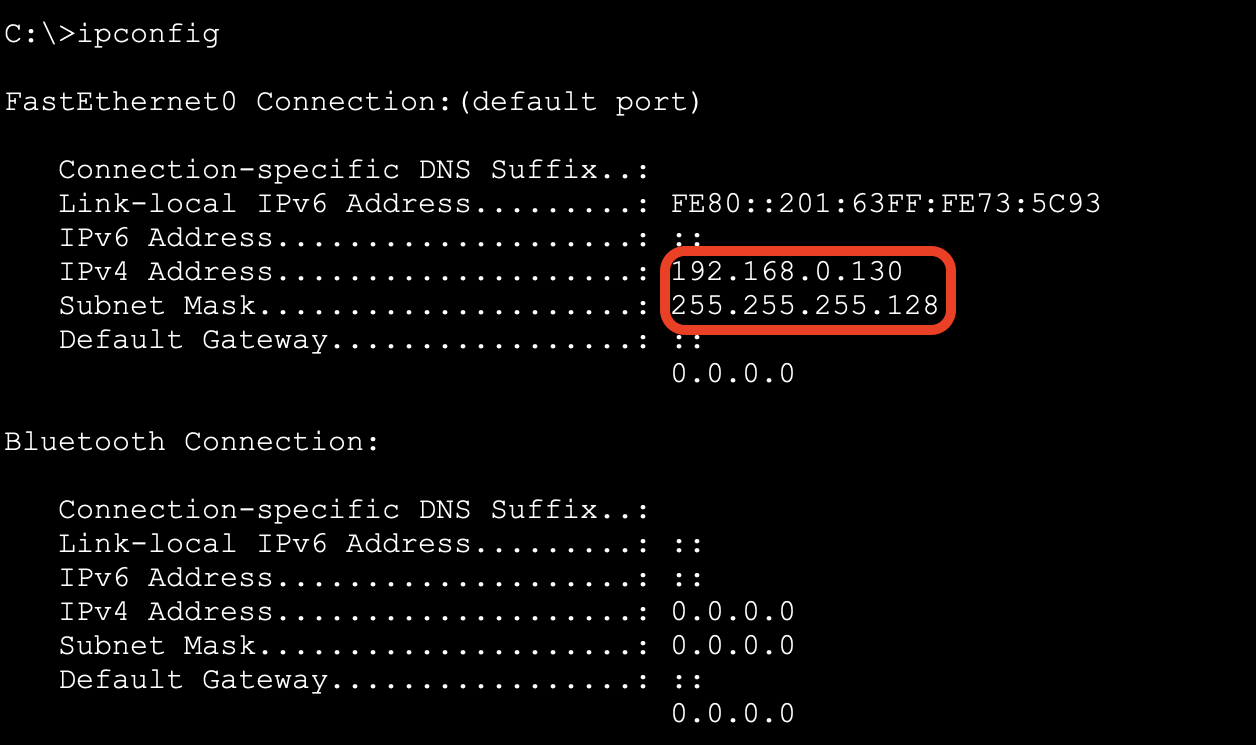 C:\>ipconfig
FastEthernet0 Connection:(default port)
Connection-specific DNS Suffix..:
Link-local IPv6 Address.........: FE80::201:63FF:FE73:5C93
IPv6 Address....................: ::
IPv4 Address....................: 192.168.0.130
Subnet Mask.....................: 255.255.255.128
Default Gateway.................: ::
0.0.0.0
Bluetooth Connection:
Connection-specific DNS Suffix..:
Link-local IPv6 Address.........: ::
IPv6 Address....................: ::
IPv4 Address....................: 0.0.0.0
Subnet Mask.....................: 0.0.0.0
Default Gateway.................: ::
0.0.0.0